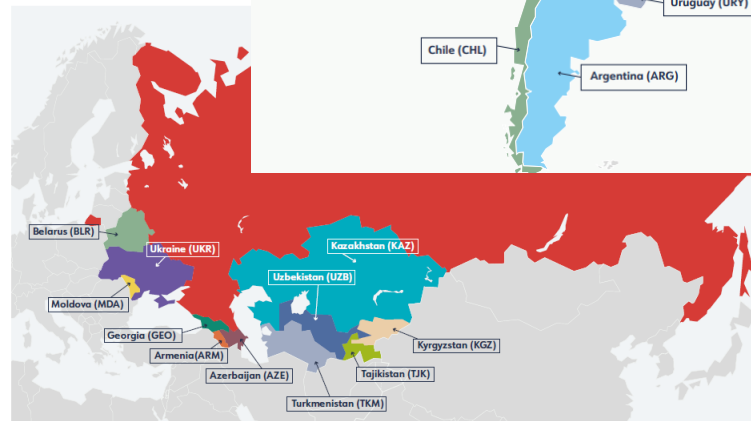 Uruguay (URY)
Chile (CHL)
Argentina (ARG)
Belarus (BLR)
Ukraine (UKR)
Kazakhstan (KAZ)
Uzbekistan (UZB)
Moldova (MDA)
Georgia (GEO)
Armenia(ARM)
Kyrgyzstan (KGZ)
Azerbaijan (AZE)
Tajikistan (TJK)
Turkmenistan (TKM)